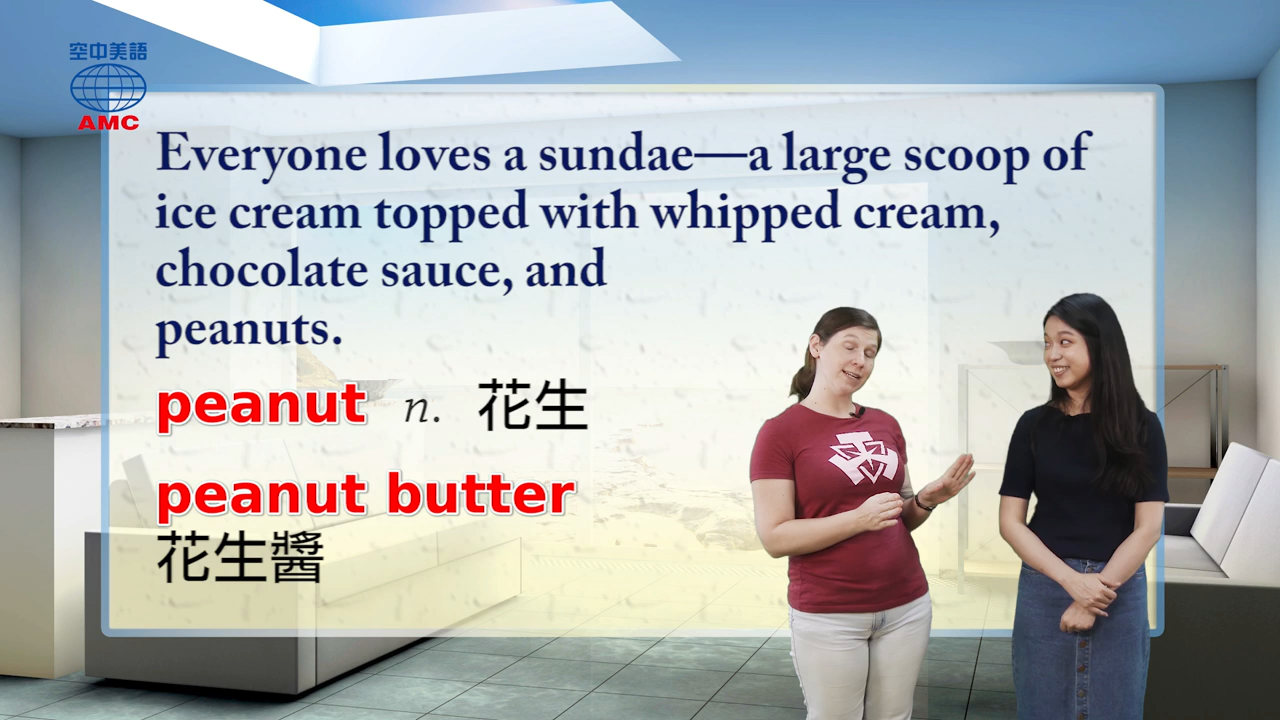 空中美語
AMC
Everyone loves a sundae—a large scoop of
ice cream topped with whipped cream,
chocolate sauce, and
peanuts.
peanut n. 花生
peanut butter
花生醬